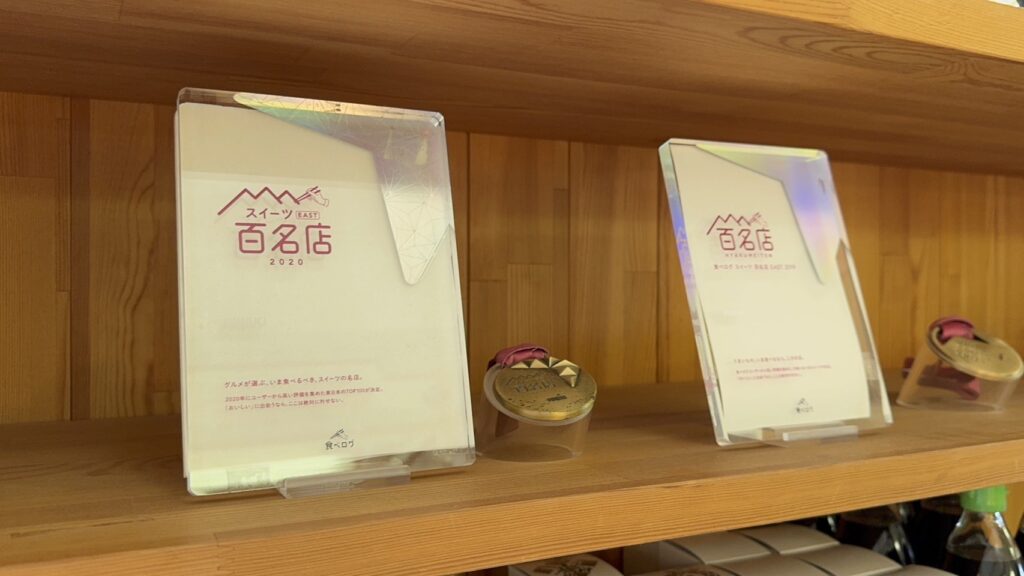 スイーツ EAST
百名店
2020
グルメが選ぶ、いま食べるべき、スイーツの名店。
2020年にユーザーから高い評価を集めた東日本のTOP100が決定。
「おいしい」に出会うなら、ここは絶対に外せない。
食べログ
百名店
HYAKUMEITEN
食べログ スイーツ 百名店 EAST 2019
食べログ